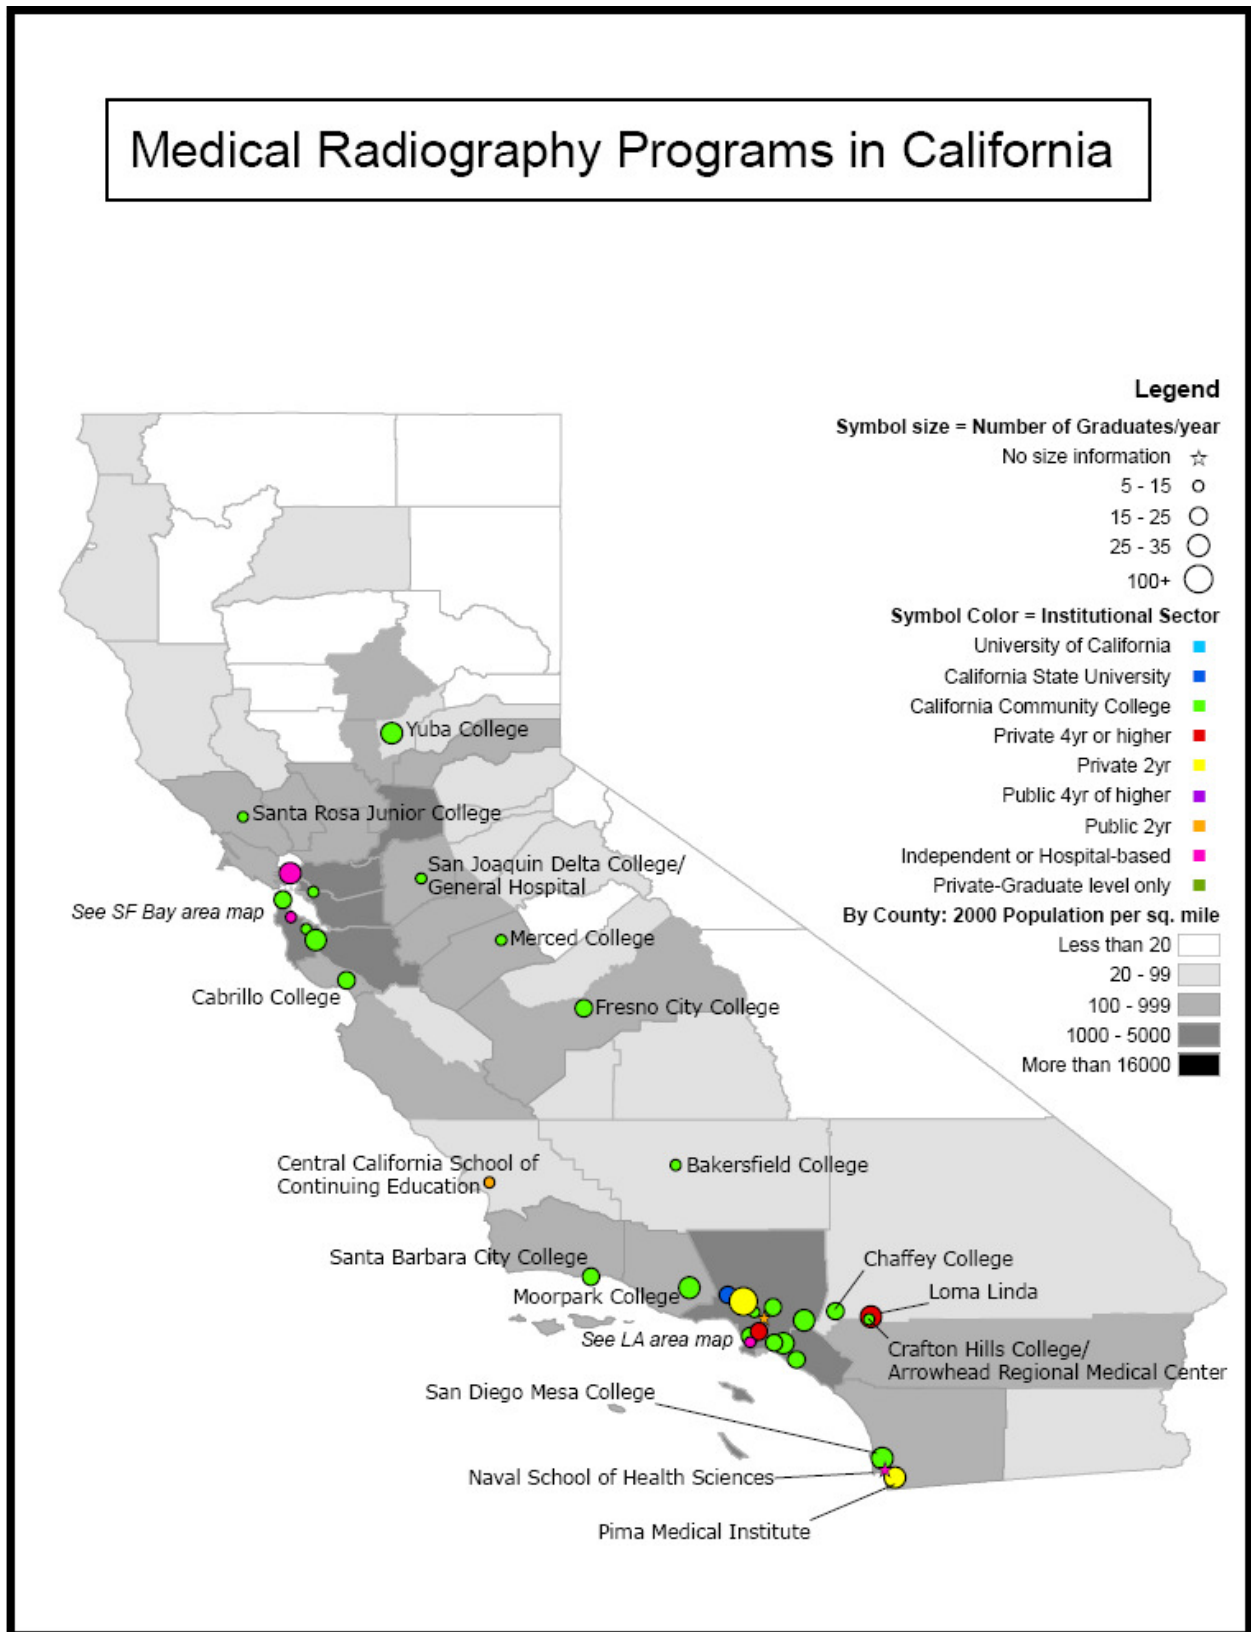 Medical Radiography Programs in California
Legend
Symbol size = Number of Graduates/year
No size information
5 - 15
15 - 25
25 - 35
100+
Symbol Color = Institutional Sector
University of California
California State University
California Community College
Private 4yr or higher
Private 2yr
Public 4yr of higher
Public 2yr
Independent or Hospital-based
Private-Graduate level only
By County: 2000 Population per sq. mile
Less than 20
20 - 99
100 - 999
1000 - 5000
More than 16000
Yuba College
Santa Rosa Junior College
San Joaquin Delta College/
General Hospital
See SF Bay area map
Merced College
Cabrillo College
Fresno City College
Central California School of
Continuing Education
Bakersfield College
Santa Barbara City College
Chaffey College
Moorpark College
Loma Linda
See LA area map
Crafton Hills College/
Arrowhead Regional Medical Center
San Diego Mesa College
Naval School of Health Sciences
Pima Medical Institute